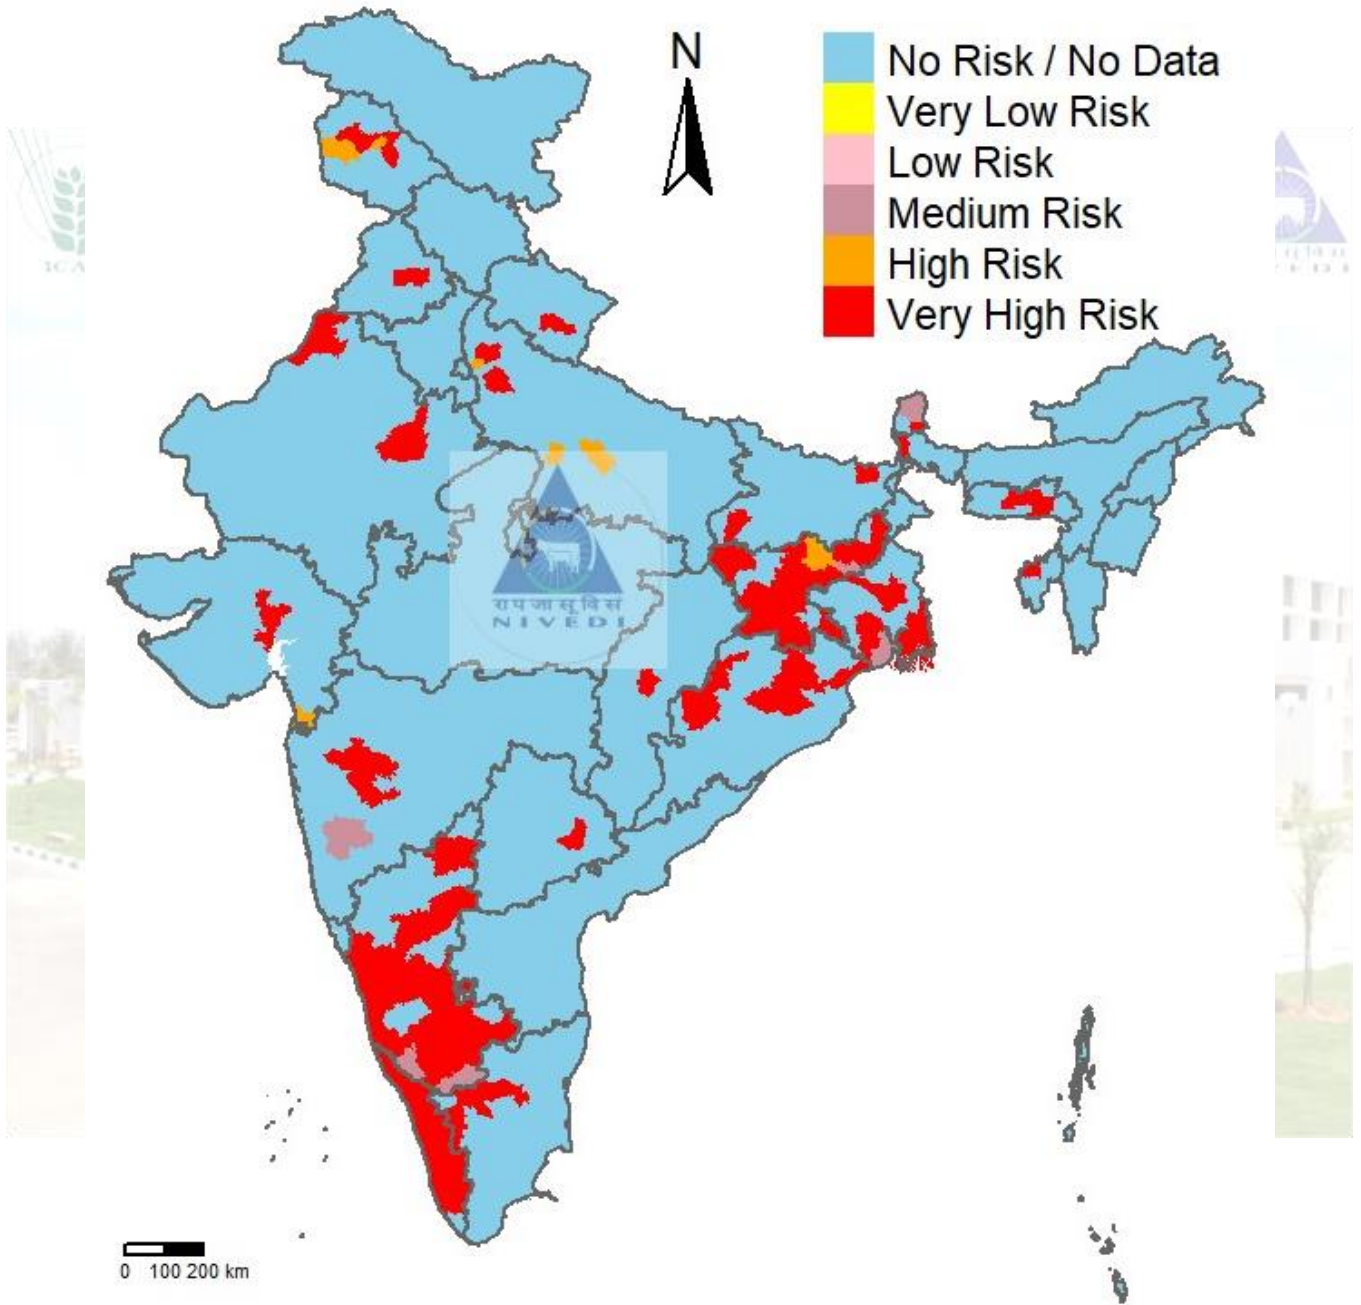 N
No Risk / No Data
Very Low Risk
Low Risk
Medium Risk
High Risk
Very High Risk
राप जा सू वि सं
NIVEDI
0 100 200 km